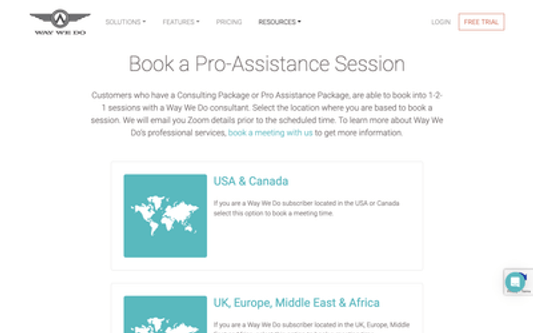 WAY WE DO
SOLUTIONS
FEATURES
PRICING
RESOURCES
LOGIN
FREE TRIAL
Book a Pro-Assistance Session
Customers who have a Consulting Package or Pro Assistance Package, are able to book into 1-2-
1 sessions with a Way We Do consultant. Select the location where you are based to book a
session. We will email you Zoom details prior to the scheduled time. To learn more about Way We
Do's professional services, book a meeting with us to get more information.
USA & Canada
If you are a Way We Do subscriber located in the USA or Canada
select this option to book a meeting time.
UK, Europe, Middle East & Africa
If you are a Way We Do subscriber located in the UK, Europe, Middle